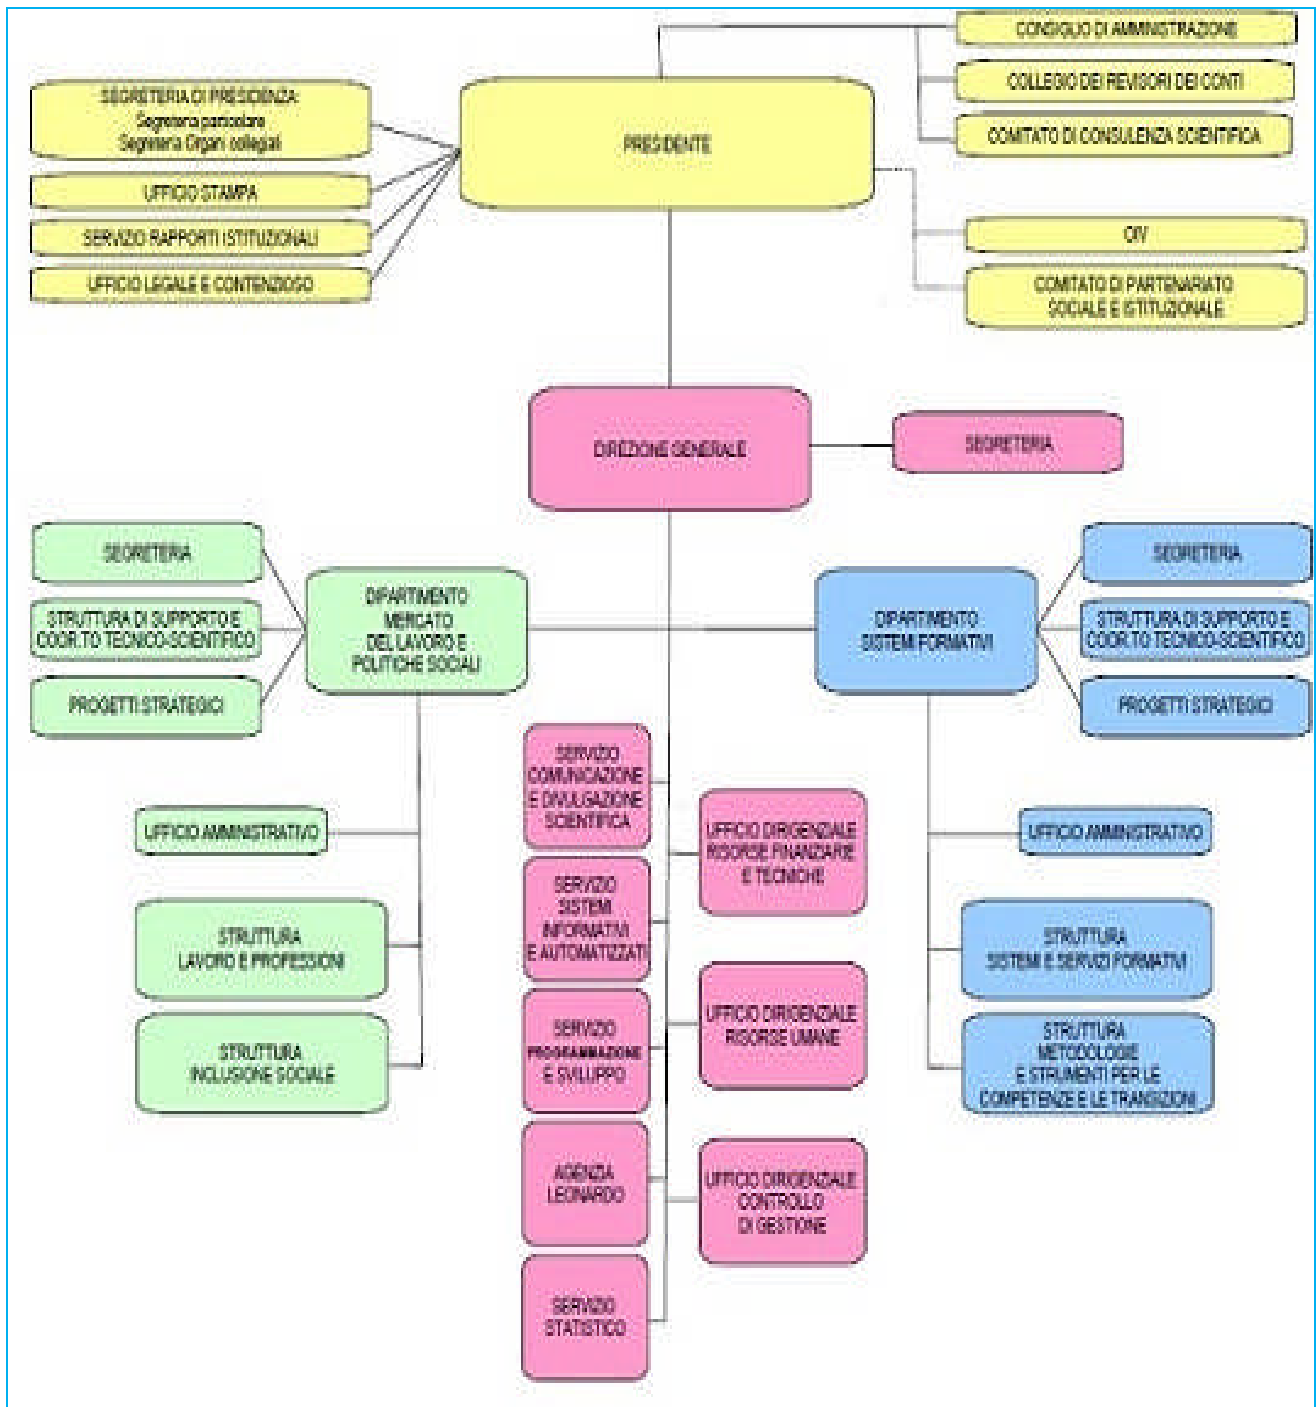 CONSIGLIO DI AMMINISTRAZIONE
COLLEGIO DEI REVISORI DEI CONTI
COMITATO DI CONSULENZA SCIENTIFICA
SEGRETERIA DI PRESIDENZA
Segreteria particolare
Segreteria Organi collegiali
UFFICIO STAMPA
SERVIZIO RAPPORTI ISTITUZIONALI
UFFICIO LEGALE E CONTENZIOSO
PRESIDENTE
OIV
COMITATO DI PARTENARIATO
SOCIALE E ISTITUZIONALE
DIREZIONE GENERALE
SEGRETERIA
SEGRETERIA
STRUTTURA DI SUPPORTO E
COOR.TO TECNICO-SCIENTIFICO
PROGETTI STRATEGICI
DIPARTIMENTO
MERCATO
DEL LAVORO E
POLITICHE SOCIALI
DIPARTIMENTO
SISTEMI FORMATIVI
SEGRETERIA
STRUTTURA DI SUPPORTO E
COOR.TO TECNICO-SCIENTIFICO
PROGETTI STRATEGICI
UFFICIO AMMINISTRATIVO
STRUTTURA
LAVORO E PROFESSIONI
STRUTTURA
INCLUSIONE SOCIALE
SERVIZIO
COMUNICAZIONE
E DIVULGAZIONE
SCIENTIFICA
SERVIZIO
SISTEMI
INFORMATIVI
E AUTOMATIZZATI
SERVIZIO
PROGRAMMAZIONE
E SVILUPPO
AGENZIA
LEONARDO
SERVIZIO
STATISTICO
UFFICIO DIRIGENZIALE
RISORSE FINANZIARIE
E TECNICHE
UFFICIO DIRIGENZIALE
RISORSE UMANE
UFFICIO DIRIGENZIALE
CONTROLLO
DI GESTIONE
UFFICIO AMMINISTRATIVO
STRUTTURA
SISTEMI E SERVIZI FORMATIVI
STRUTTURA
METODOLOGIE
E STRUMENTI PER LE
COMPETENZE E LE TRANSIZIONI